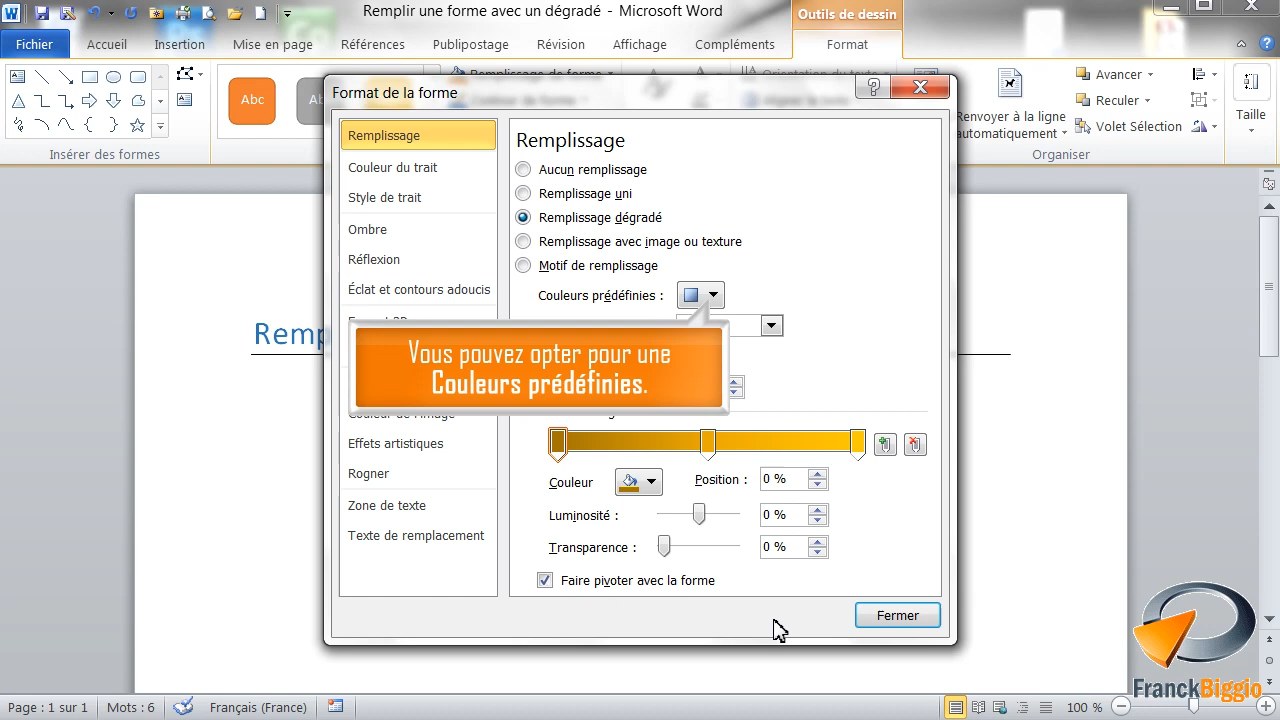 Remplir une forme avec un dégradé - Microsoft Word
Outils de dessin
Fichier
Accueil
Insertion
Mise en page
Références
Publipostage
Révision
Affichage
Compléments
Format
Abc
Avancer
Reculer
Volet Sélection
Renvoyer à la ligne
automatiquement
Taille
Insérer des formes
Organiser
Format de la forme
Remplissage
Couleur du trait
Style de trait
Ombre
Réflexion
Éclat et contours adoucis
Effets artistiques
Rogner
Zone de texte
Texte de remplacement
Remplissage
Aucun remplissage
Remplissage uni
Remplissage dégradé
Remplissage avec image ou texture
Motif de remplissage
Couleurs prédéfinies :
Vous pouvez opter pour une
Couleurs prédéfinies.
Couleur
Position :
0 %
Luminosité :
0 %
Transparence :
0 %
Faire pivoter avec la forme
Fermer
FranckBiggio
Page : 1 sur 1
Mots : 6
Français (France)
100 %